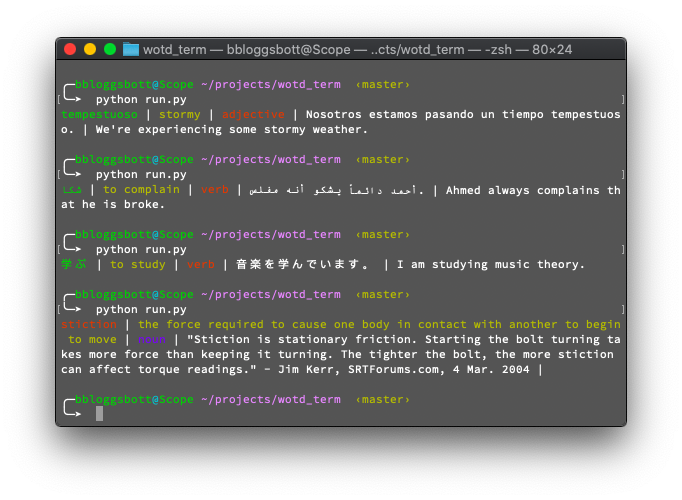 wotd_term — bbloggsbott@Scope — ..cts/wotd_term — -zsh — 80×24
╭─bbloggsbott@Scope ~/projects/wotd_term ‹master›
[╰─➤ python run.py ]
tempestuoso | stormy | adjective | Nosotros estamos pasando un tiempo tempestuos
o. | We're experiencing some stormy weather.
╭─bbloggsbott@Scope ~/projects/wotd_term ‹master›
[╰─➤ python run.py ]
شكا | to complain | verb | أحمد دائماً يشكو أنه مفلس. | Ahmed always complains th
at he is broke.
╭─bbloggsbott@Scope ~/projects/wotd_term ‹master›
[╰─➤ python run.py ]
学ぶ | to study | verb | 音楽を学んでいます。 | I am studying music theory.
╭─bbloggsbott@Scope ~/projects/wotd_term ‹master›
[╰─➤ python run.py ]
stiction | the force required to cause one body in contact with another to begin
to move | noun | "Stiction is stationary friction. Starting the bolt turning ta
kes more force than keeping it turning. The tighter the bolt, the more stiction
can affect torque readings." – Jim Kerr, SRTForums.com, 4 Mar. 2004 |
╭─bbloggsbott@Scope ~/projects/wotd_term ‹master›
╰─➤